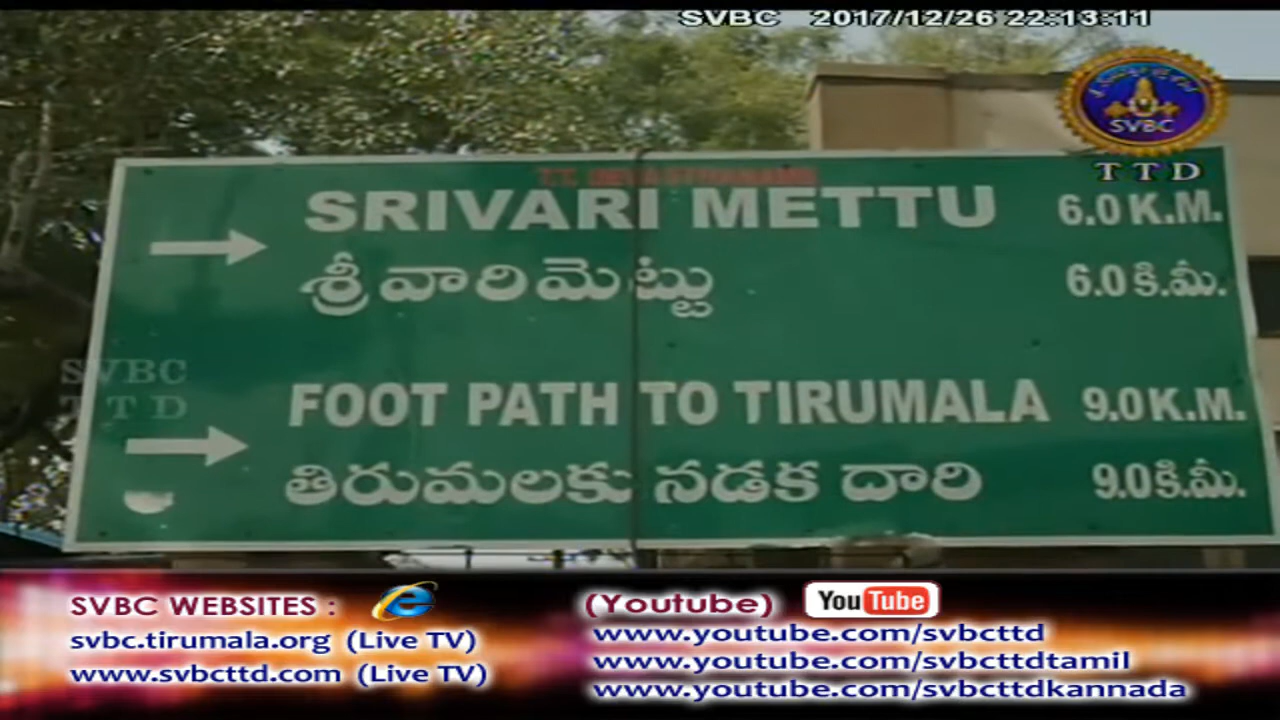 SVBC 2017/12/26 22:13:11
SVBC
T T D
T.T. DEVASTHANAMS
SRIVARI METTU 6.0 K.M.
శ్రీవారిమెట్టు 6.0 కి.మీ.
SVBC
T T D
FOOT PATH TO TIRUMALA 9.0 K.M.
తిరుమలకు నడక దారి 9.0 కి.మీ.
SVBC WEBSITES :
svbc.tirumala.org (Live TV)
www.svbcttd.com (Live TV)
(Youtube) YouTube
www.youtube.com/svbcttd
www.youtube.com/svbcttdtamil
www.youtube.com/svbcttdkannada